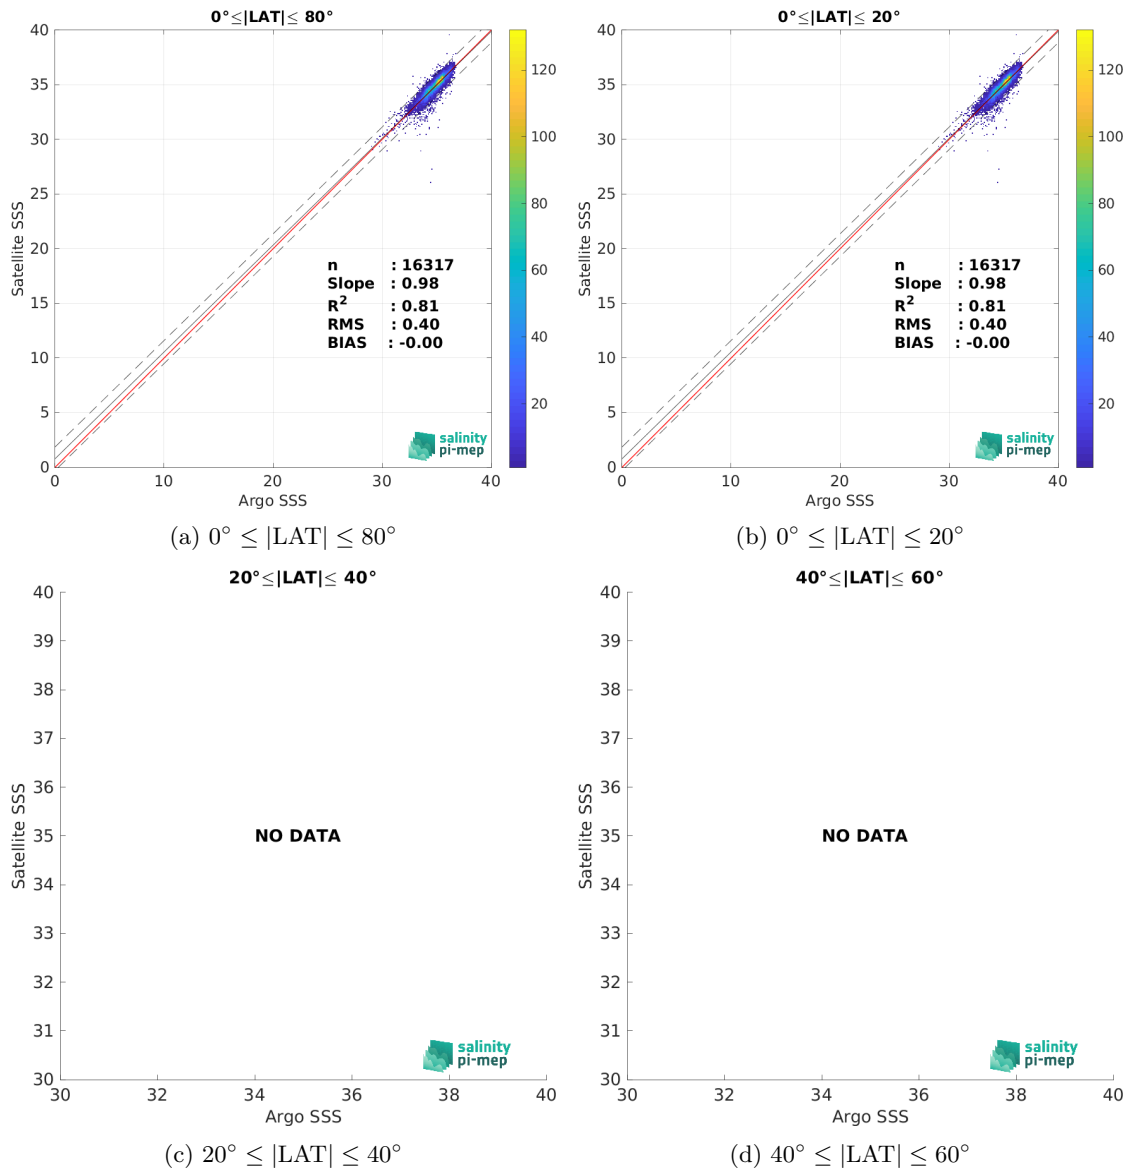 0°≤|LAT|≤ 80°
40
35
30
25
20
15
10
5
0
Satellite SSS
n : 16317
Slope : 0.98
R² : 0.81
RMS : 0.40
BIAS : -0.00
salinity
pi-mep
0 10 20 30 40
Argo SSS
120
100
80
60
40
20
(a) 0° ≤ |LAT| ≤ 80°
0°≤|LAT|≤ 20°
40
35
30
25
20
15
10
5
0
Satellite SSS
n : 16317
Slope : 0.98
R² : 0.81
RMS : 0.40
BIAS : -0.00
salinity
pi-mep
0 10 20 30 40
Argo SSS
120
100
80
60
40
20
(b) 0° ≤ |LAT| ≤ 20°
20°≤|LAT|≤ 40°
40
39
38
37
36
35
34
33
32
31
30
Satellite SSS
NO DATA
salinity
pi-mep
30 32 34 36 38 40
Argo SSS
(c) 20° ≤ |LAT| ≤ 40°
40°≤|LAT|≤ 60°
40
39
38
37
36
35
34
33
32
31
30
Satellite SSS
NO DATA
salinity
pi-mep
30 32 34 36 38 40
Argo SSS
(d) 40° ≤ |LAT| ≤ 60°